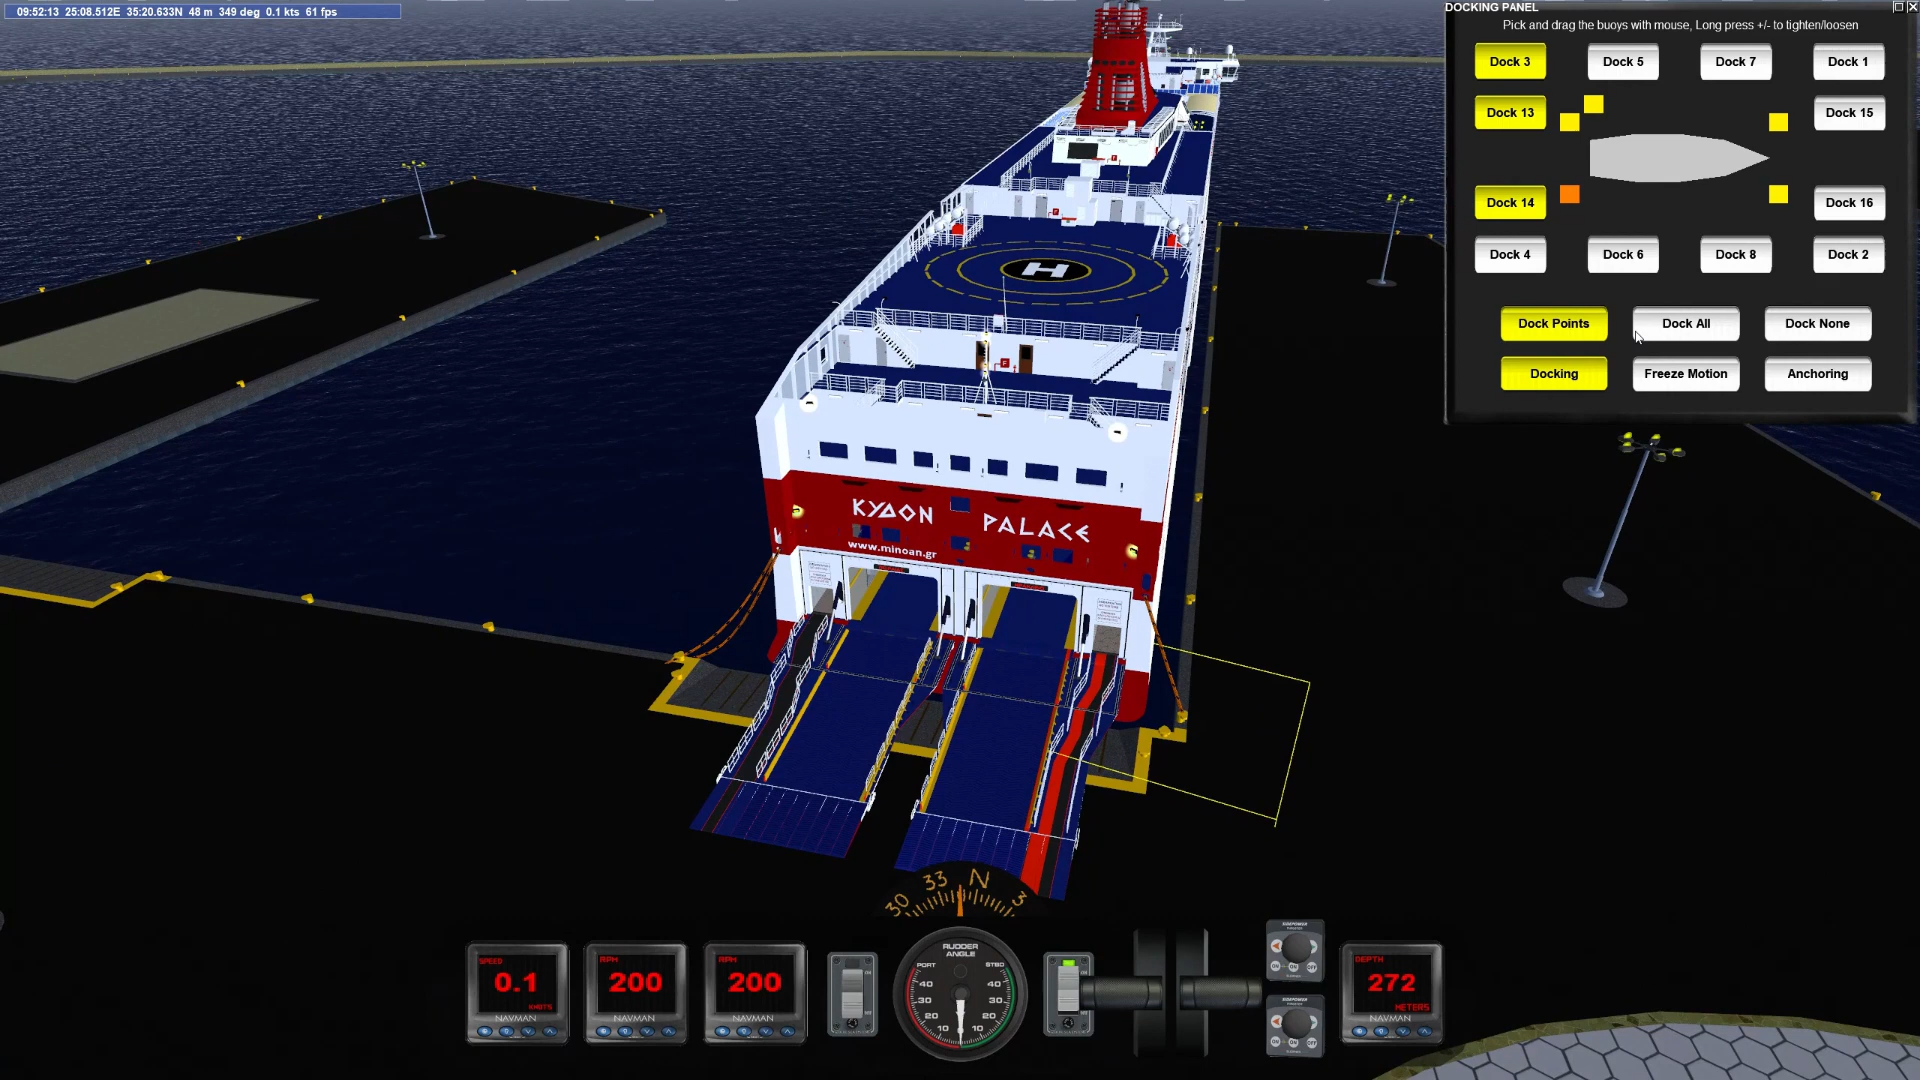 09:52:13 25:08.512E 35:20.633N 48 m 349 deg 0.1 kts 61 fps
DOCKING PANEL
Pick and drag the buoys with mouse, Long press +/- to tighten/loosen
Dock 3
Dock 5
Dock 7
Dock 1
Dock 13
Dock 15
Dock 14
Dock 16
Dock 4
Dock 6
Dock 8
Dock 2
Dock Points
Dock All
Dock None
Docking
Freeze Motion
Anchoring
H
ΚΥΔΟΝ PALACE
www.minoan.gr
30 33 N 3
SPEED
0.1
KNOTS
NAVMAN
RPM
200
NAVMAN
RPM
200
NAVMAN
RUDDER
ANGLE
PORT STBD
40 40
30 30
20 20
10 10
DEPTH
272
METERS
NAVMAN